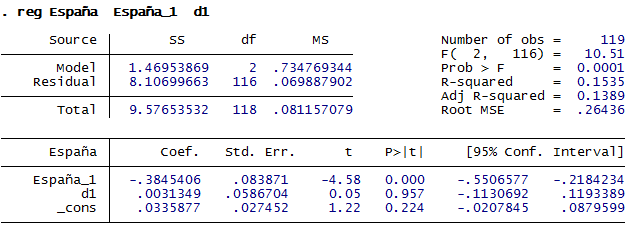 . reg España España_1 d1
Source | SS df MS Number of obs = 119
F( 2, 116) = 10.51
Model | 1.46953869 2 .734769344 Prob > F = 0.0001
Residual | 8.10699663 116 .069887902 R-squared = 0.1535
Adj R-squared = 0.1389
Total | 9.57653532 118 .081157079 Root MSE = .26436
España | Coef. Std. Err. t P>|t| [95% Conf. Interval]
España_1 | -.3845406 .083871 -4.58 0.000 -.5506577 -.2184234
d1 | .0031349 .0586704 0.05 0.957 -.1130692 .1193389
_cons | .0335877 .027452 1.22 0.224 -.0207845 .0879599